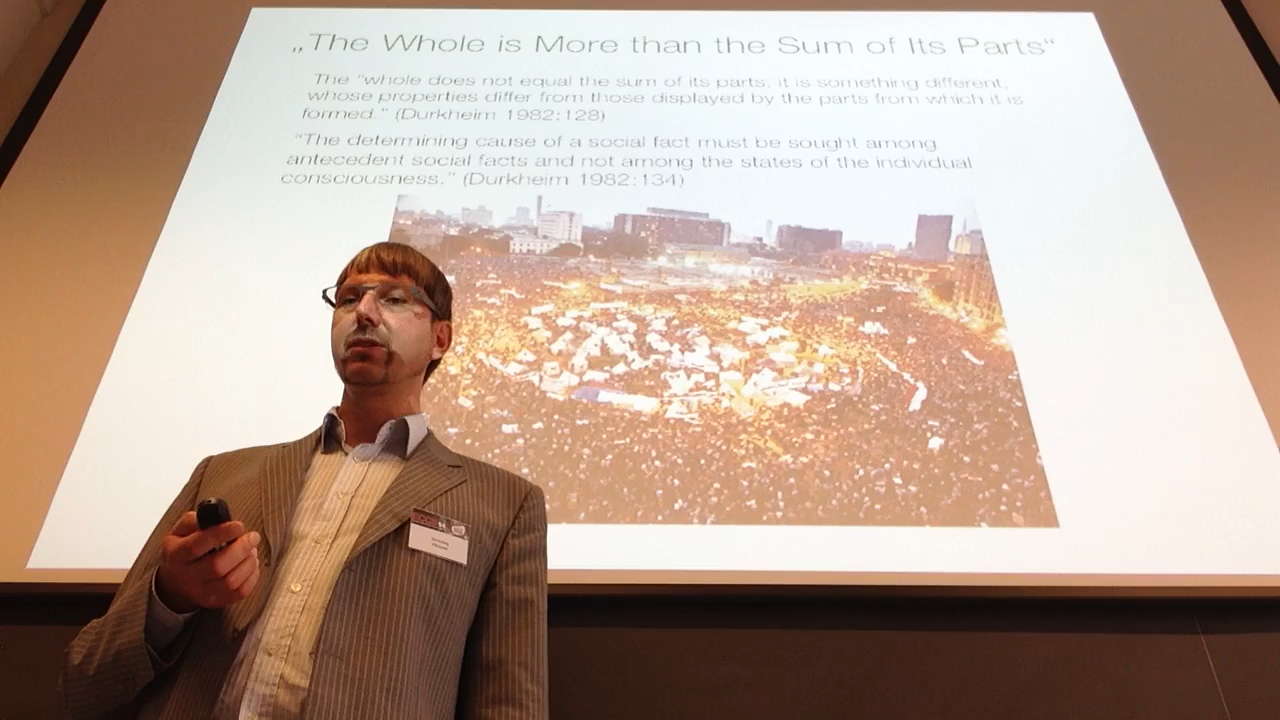 „The Whole is More than the Sum of Its Parts“
The “whole does not equal the sum of its parts; it is something different,
whose properties differ from those displayed by the parts from which it is
formed.” (Durkheim 1982:128)
“The determining cause of a social fact must be sought among
antecedent social facts and not among the states of the individual
consciousness.” (Durkheim 1982:134)